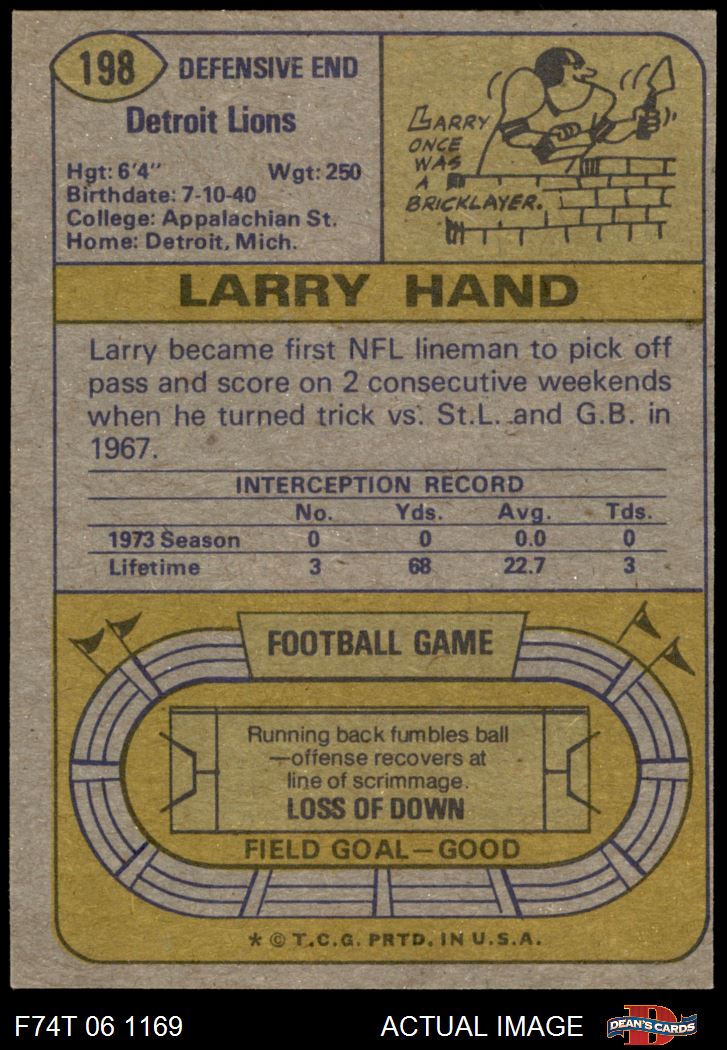 198
DEFENSIVE END
Detroit Lions
Hgt: 6'4" Wgt: 250
Birthdate: 7-10-40
College: Appalachian St.
Home: Detroit, Mich.
LARRY
ONCE
WAS
A
BRICKLAYER.
LARRY HAND
Larry became first NFL lineman to pick off
pass and score on 2 consecutive weekends
when he turned trick vs. St.L. and G.B. in
1967.
INTERCEPTION RECORD
No. Yds. Avg. Tds.
1973 Season 0 0 0.0 0
Lifetime 3 68 22.7 3
FOOTBALL GAME
Running back fumbles ball
—offense recovers at
line of scrimmage.
LOSS OF DOWN
FIELD GOAL—GOOD
* © T.C.G. PRTD. IN U.S.A.
F74T 06 1169 ACTUAL IMAGE
D
DEAN'S CARDS